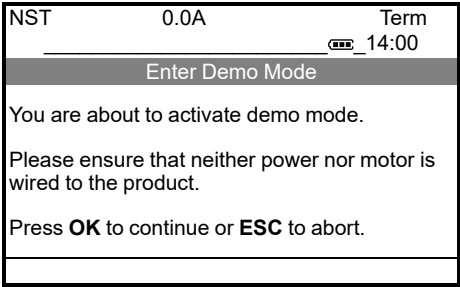 NST 0.0A Term
14:00
Enter Demo Mode
You are about to activate demo mode.
Please ensure that neither power nor motor is
wired to the product.
Press OK to continue or ESC to abort.